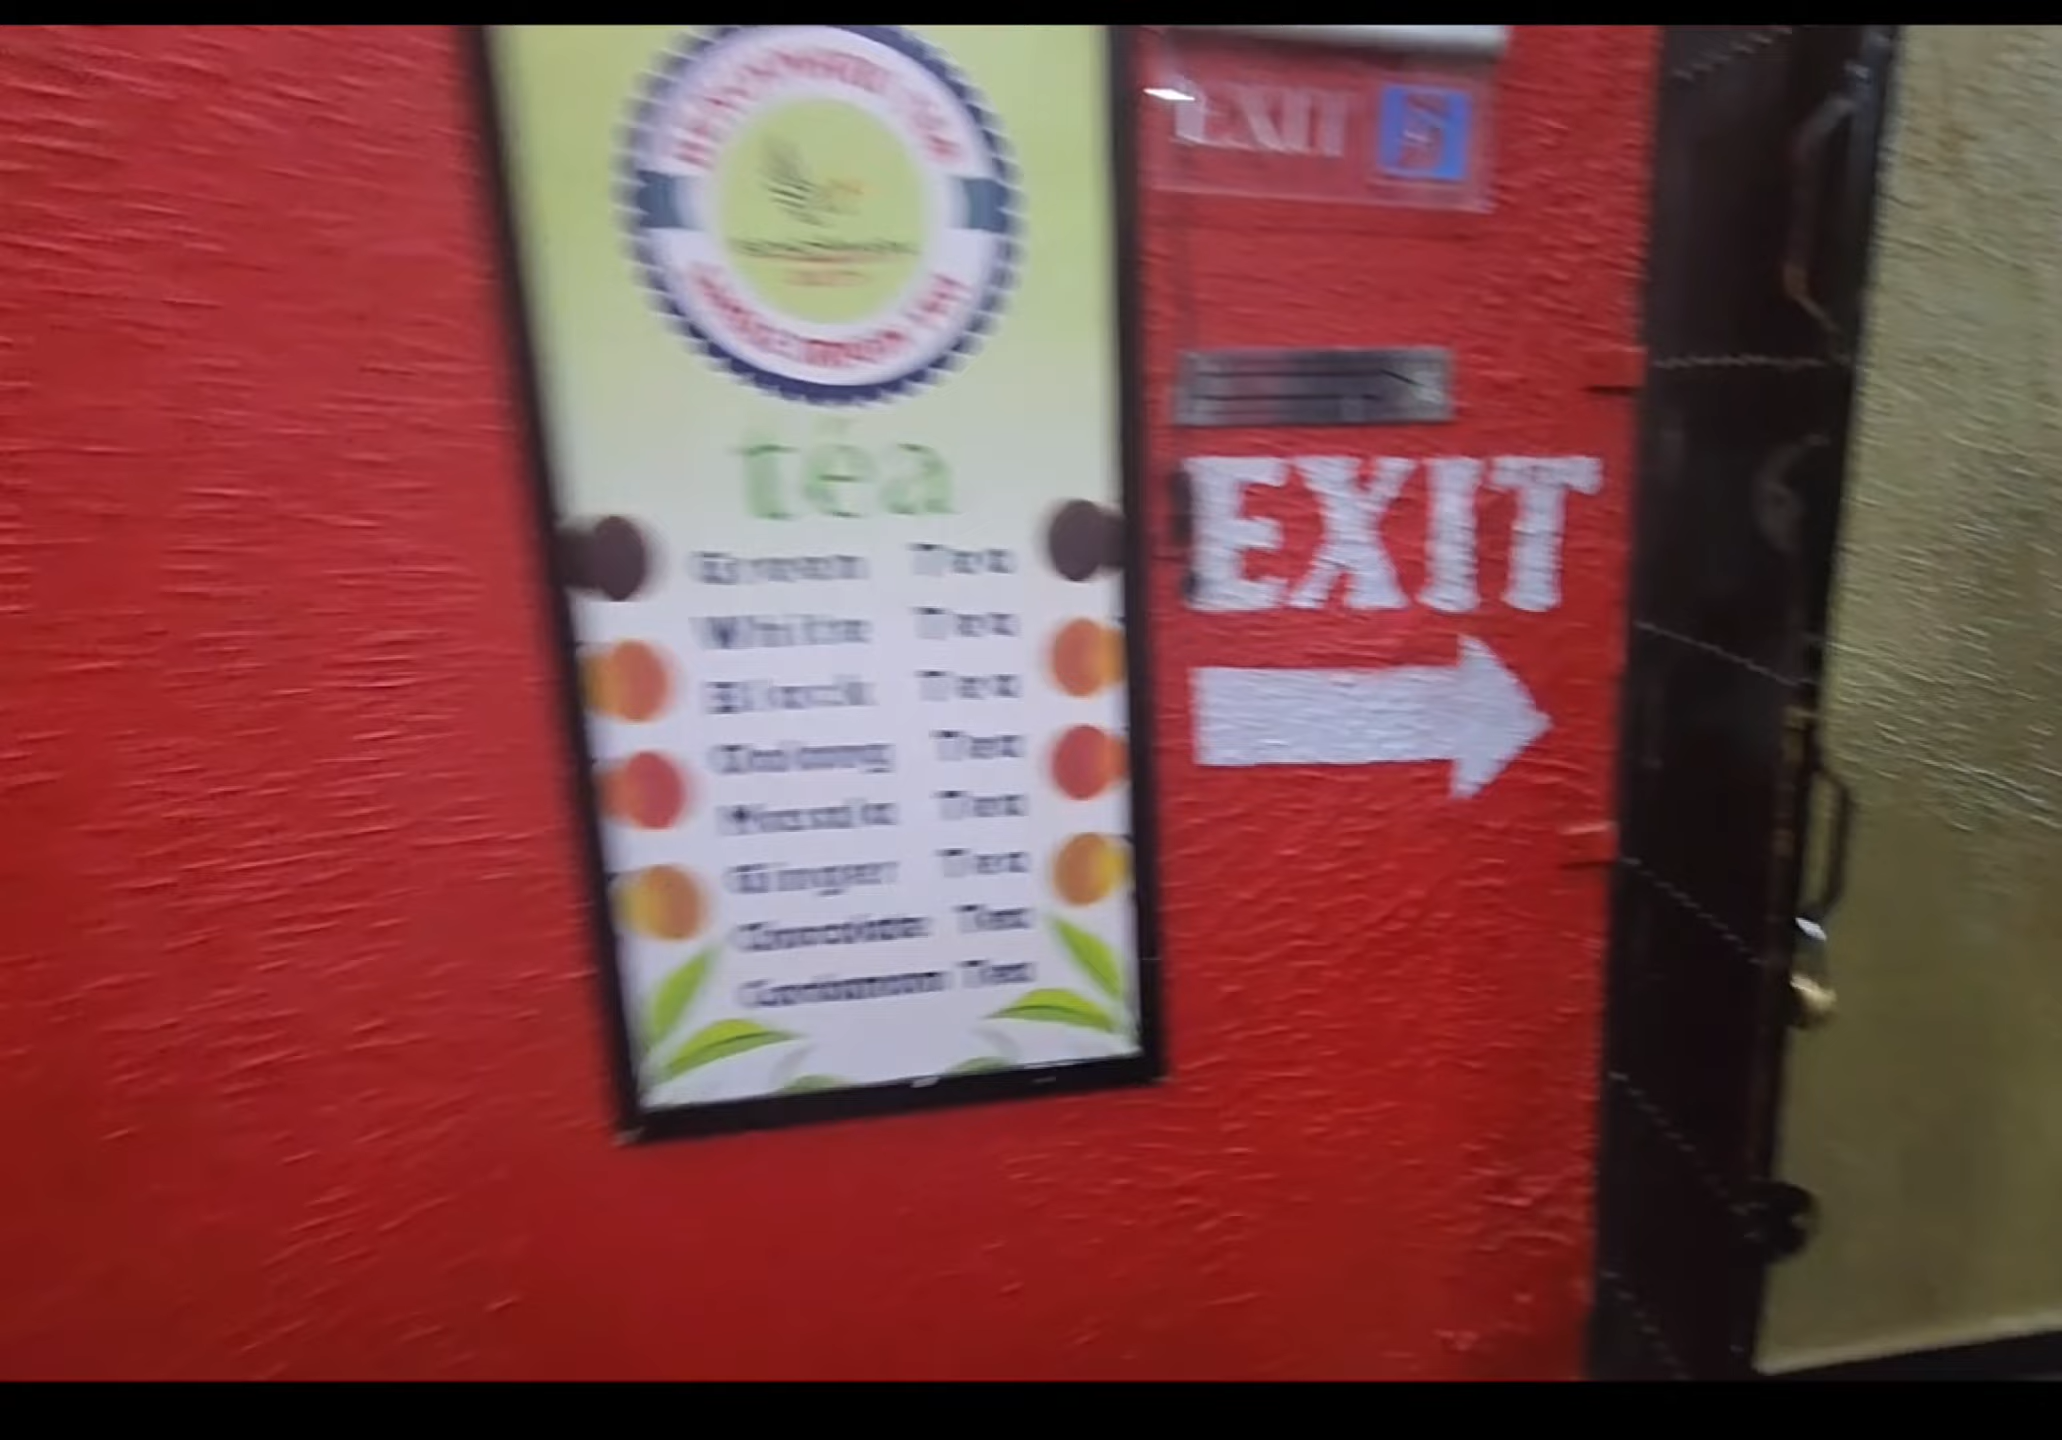 EXIT
tea
Green Tea
White Tea
Black Tea
Oolong Tea
Masala Tea
Ginger Tea
Chocolate Tea
Cardamom Tea
EXIT